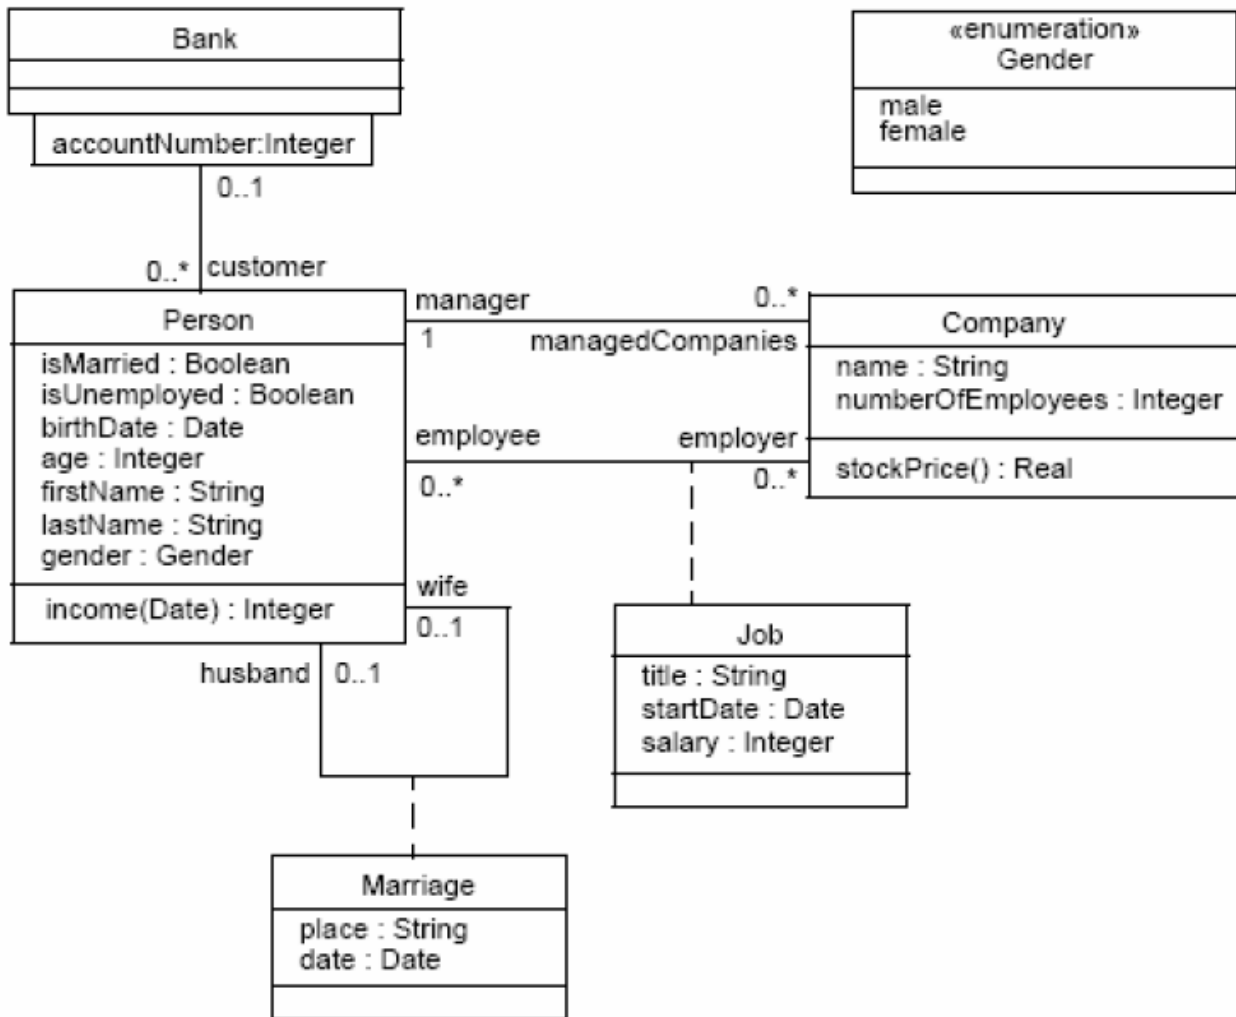 Bank
accountNumber:Integer
0..1
0..* customer
«enumeration»
Gender
male
female
Person
isMarried : Boolean
isUnemployed : Boolean
birthDate : Date
age : Integer
firstName : String
lastName : String
gender : Gender
income(Date) : Integer
manager
1
0..*
managedCompanies
employee
0..*
employer
0..*
Company
name : String
numberOfEmployees : Integer
stockPrice() : Real
wife
0..1
husband
0..1
Job
title : String
startDate : Date
salary : Integer
Marriage
place : String
date : Date